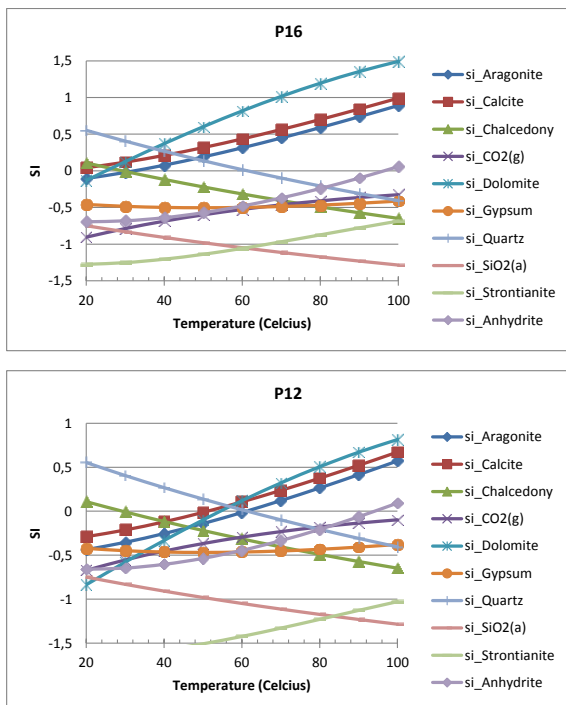 P16
1,5
1
0,5
0
-0,5
-1
-1,5
SI
20 40 60 80 100
Temperature (Celcius)
si_Aragonite
si_Calcite
si_Chalcedony
si_CO2(g)
si_Dolomite
si_Gypsum
si_Quartz
si_SiO2(a)
si_Strontianite
si_Anhydrite
P12
1
0,5
0
-0,5
-1
-1,5
SI
20 40 60 80 100
Temperature (Celcius)
si_Aragonite
si_Calcite
si_Chalcedony
si_CO2(g)
si_Dolomite
si_Gypsum
si_Quartz
si_SiO2(a)
si_Strontianite
si_Anhydrite